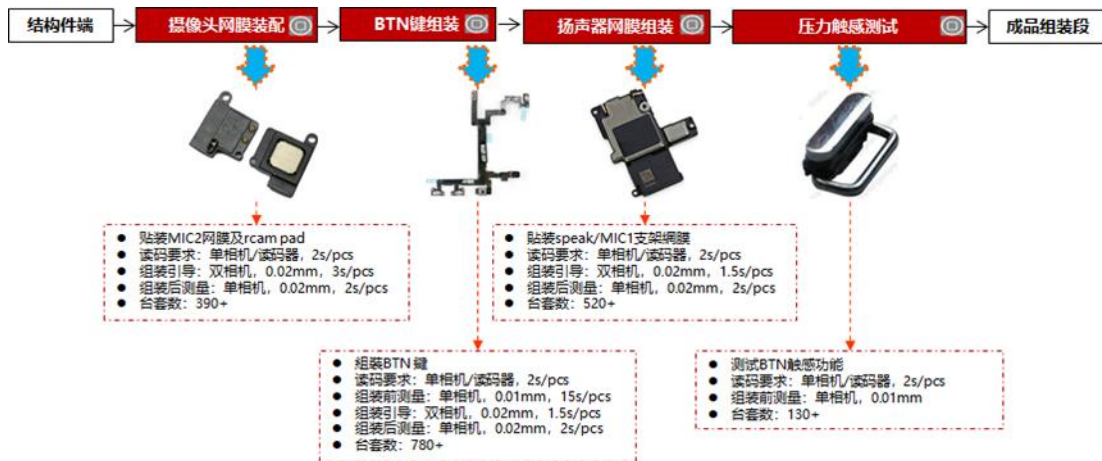 结构件端
摄像头网膜装配
BTN键组装
扬声器网膜组装
压力触感测试
成品组装段
贴装MIC2网膜及rcam pad
读码要求：单相机/读码器，2s/pcs
组装引导：双相机，0.02mm，3s/pcs
组装后测量：单相机，0.02mm，2s/pcs
台套数：390+
贴装speak/MIC1支架網膜
读码要求：单相机/读码器，2s/pcs
组装引导：双相机，0.02mm，1.5s/pcs
组装后测量：单相机，0.02mm，2s/pcs
台套数：520+
组装BTN 键
读码要求：单相机/读码器，2s/pcs
组装前测量：单相机，0.01mm，15s/pcs
组装引导：双相机，0.02mm，1.5s/pcs
组装后测量：单相机，0.02mm，2s/pcs
台套数：780+
测试BTN触感功能
读码要求：单相机/读码器，2s/pcs
组装前测量：单相机，0.01mm
台套数：130+